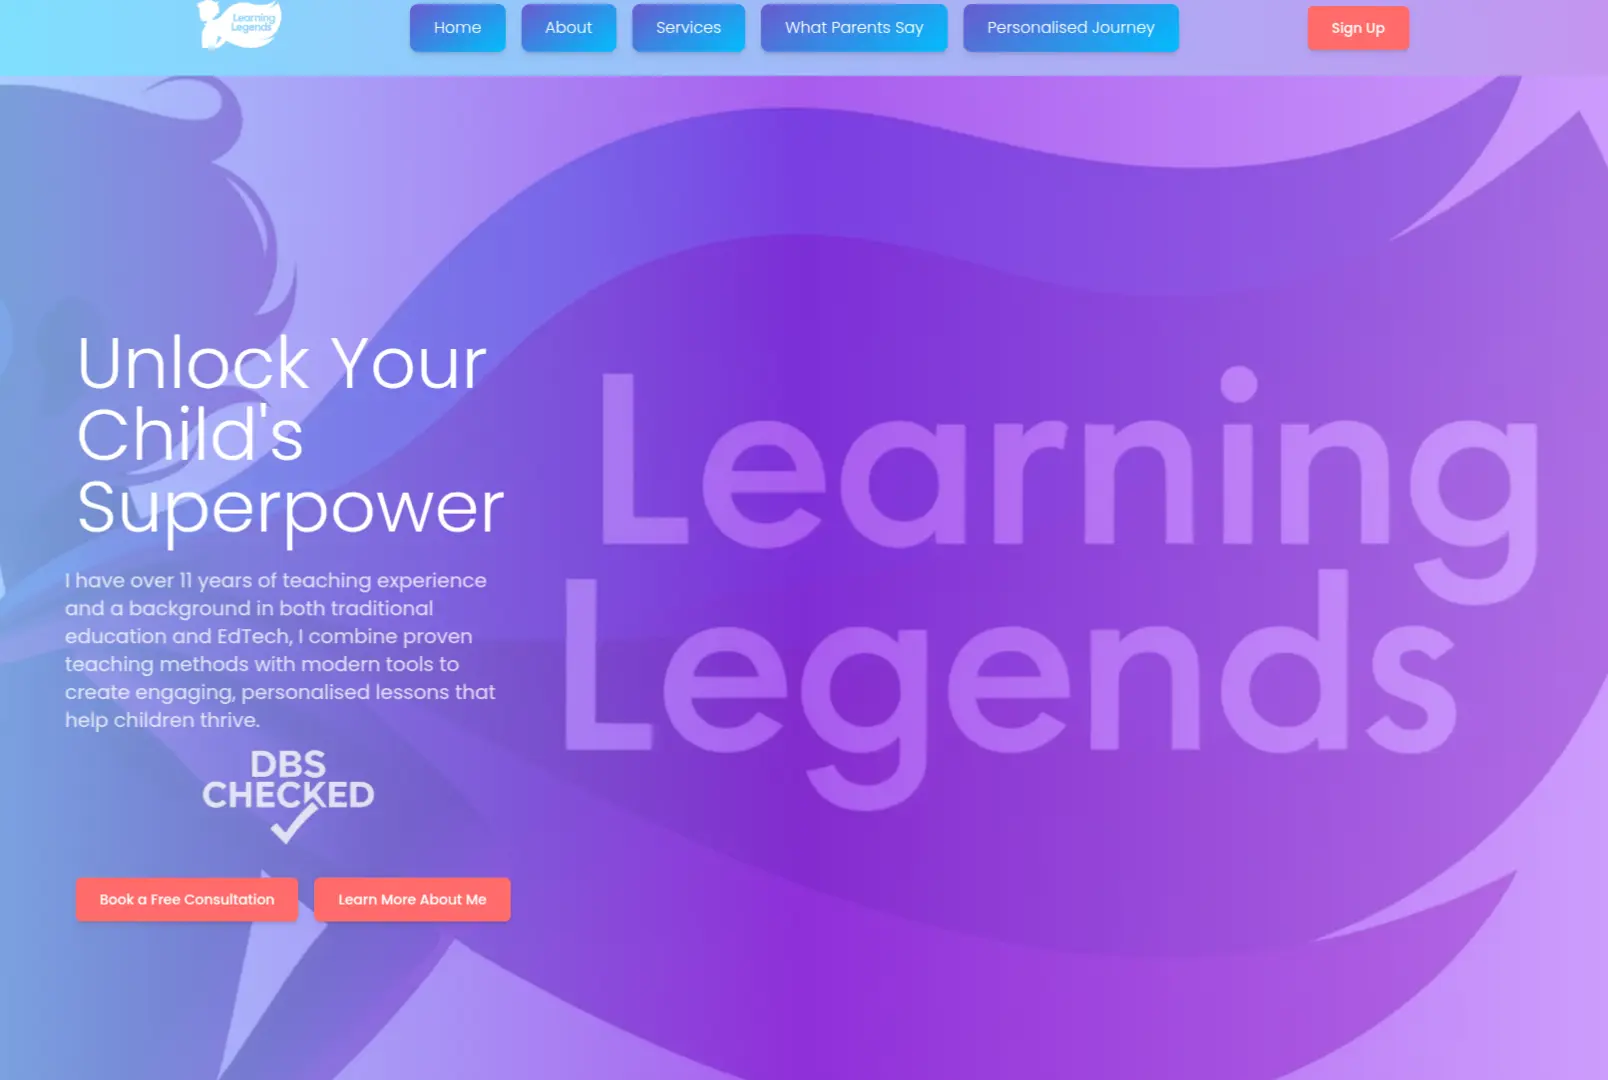 Learning
Legends
Home
About
Services
What Parents Say
Personalised Journey
Sign Up
Unlock Your
Child's
Superpower
I have over 11 years of teaching experience
and a background in both traditional
education and EdTech, I combine proven
teaching methods with modern tools to
create engaging, personalised lessons that
help children thrive.
DBS
CHECKED
Book a Free Consultation
Learn More About Me
Learning
Legends